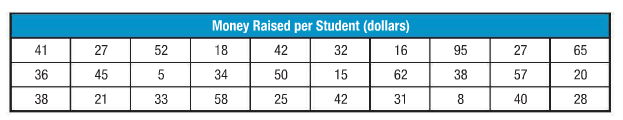 Money Raised per Student (dollars)
41 27 52 18 42 32 16 95 27 65
36 45 5 34 50 15 62 38 57 20
38 21 33 58 25 42 31 8 40 28